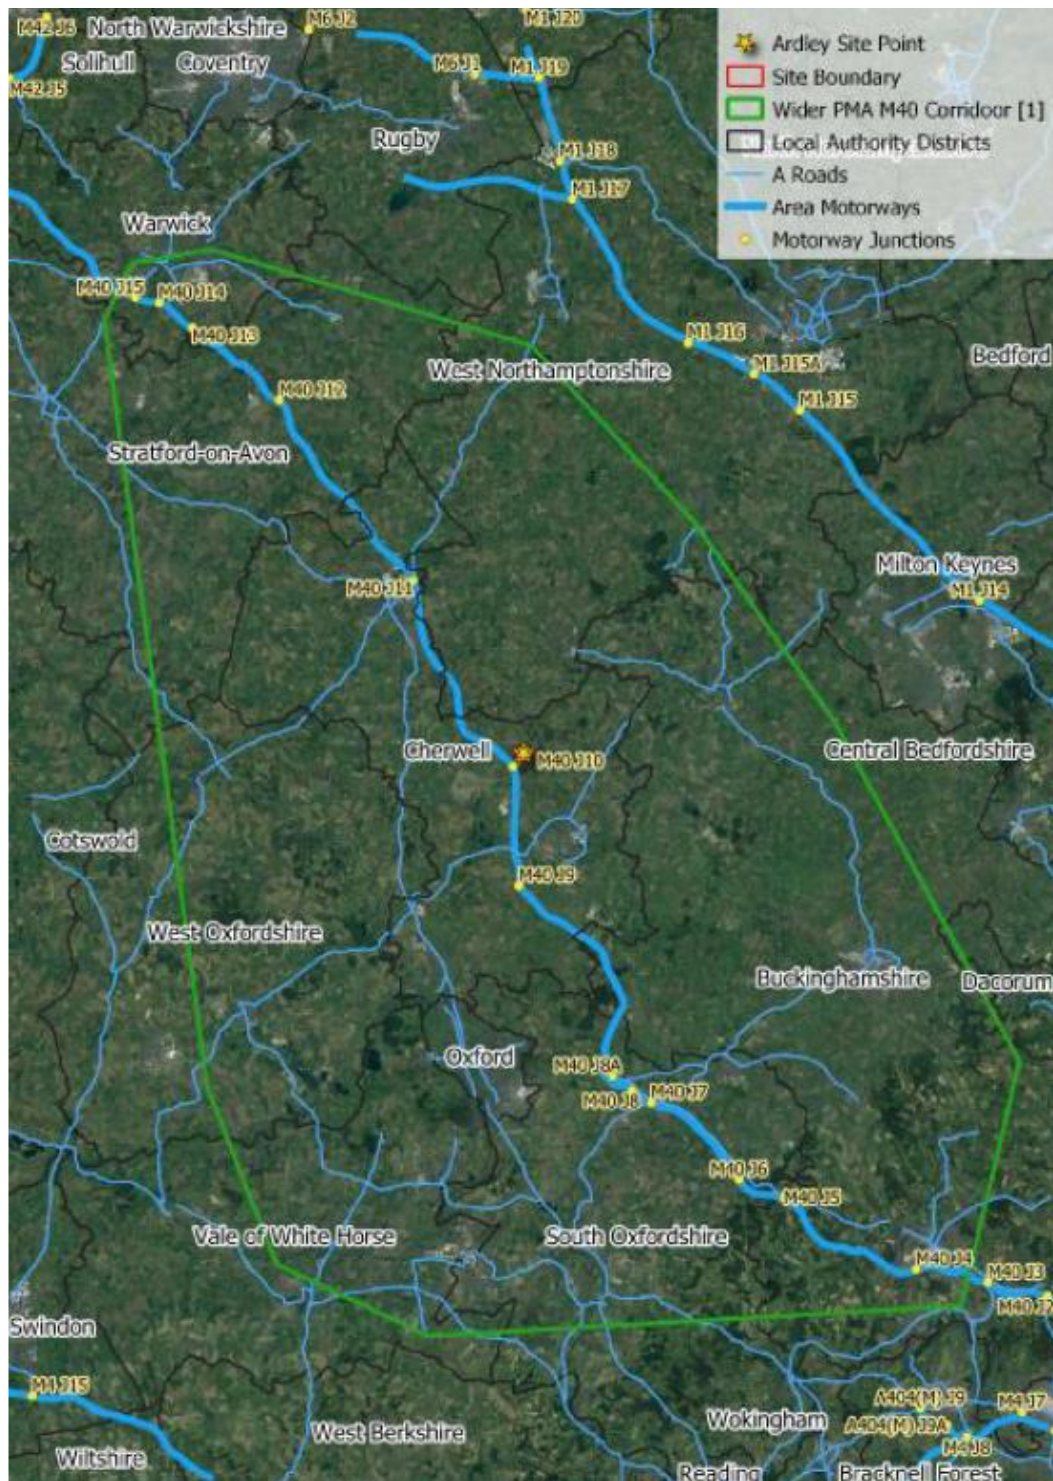 M42 J6
North Warwickshire
M6 J2
M1 J20
Solihull
Coventry
M6 J1
M1 J19
M42 J5
Ardley Site Point
Site Boundary
Wider PMA M40 Corridoor [1]
Local Authority Districts
A Roads
Area Motorways
Motorway Junctions
Rugby
M1 J18
M1 J17
Warwick
M40 J15
M40 J14
M40 J13
M1 J16
M1 J15A
Bedford
West Northamptonshire
M40 J12
M1 J15
Stratford-on-Avon
Milton Keynes
M40 J11
M1 J14
Cherwell
M40 J10
Central Bedfordshire
Cotswold
M40 J9
West Oxfordshire
Buckinghamshire
Dacorum
Oxford
M40 J8A
M40 J8
M40 J7
M40 J6
M40 J5
Vale of White Horse
South Oxfordshire
M40 J4
M40 J3
M40 J2
Swindon
M4 J15
A404(M) J9
M4 J7
Wokingham
A404(M) J9A
West Berkshire
M4 J8
Wiltshire
Reading
Bracknell Forest